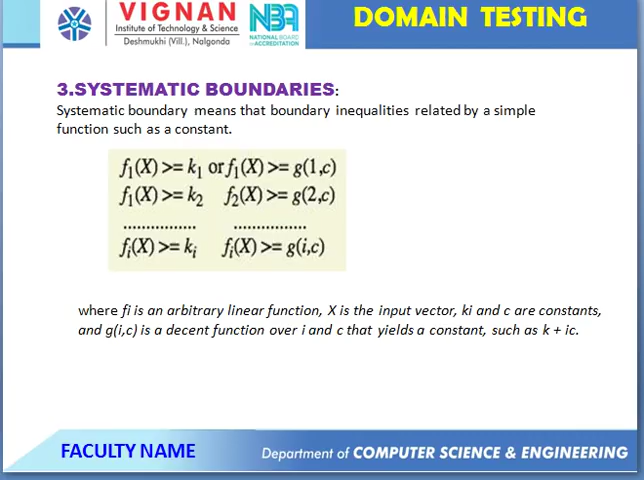 VIGNAN
Institute of Technology & Science
Deshmukhi (Vill.), Nalgonda
NBA
NATIONAL BOARD
of ACCREDITATION
DOMAIN TESTING
3.SYSTEMATIC BOUNDARIES:
Systematic boundary means that boundary inequalities related by a simple
function such as a constant.
f₁(X) >= k₁ or f₁(X) >= g(1,c)
f₁(X) >= k₂ f₂(X) >= g(2,c)
................ ................
fᵢ(X) >= kᵢ fᵢ(X) >= g(i,c)
where fi is an arbitrary linear function, X is the input vector, ki and c are constants,
and g(i,c) is a decent function over i and c that yields a constant, such as k + ic.
FACULTY NAME
Department of COMPUTER SCIENCE & ENGINEERING